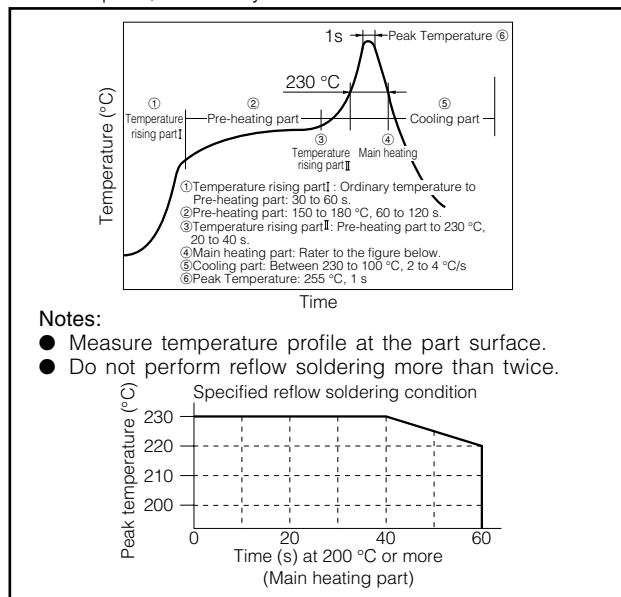 1s
Peak Temperature ⑥
230 °C
①
Temperature
rising partⅠ
②
Pre-heating part
③
Temperature
rising partⅡ
④
Main heating
⑤
Cooling part
Temperature (°C)
①Temperature rising partⅠ: Ordinary temperature to
Pre-heating part: 30 to 60 s.
②Pre-heating part: 150 to 180 °C, 60 to 120 s.
③Temperature rising partⅡ: Pre-heating part to 230 °C,
20 to 40 s.
④Main heating part: Rater to the figure below.
⑤Cooling part: Between 230 to 100 °C, 2 to 4 °C/s
⑥Peak Temperature: 255 °C, 1 s
Time
Notes:
● Measure temperature profile at the part surface.
● Do not perform reflow soldering more than twice.
Specified reflow soldering condition
Peak temperature (°C)
230
220
210
200
0 20 40 60
Time (s) at 200 °C or more
(Main heating part)